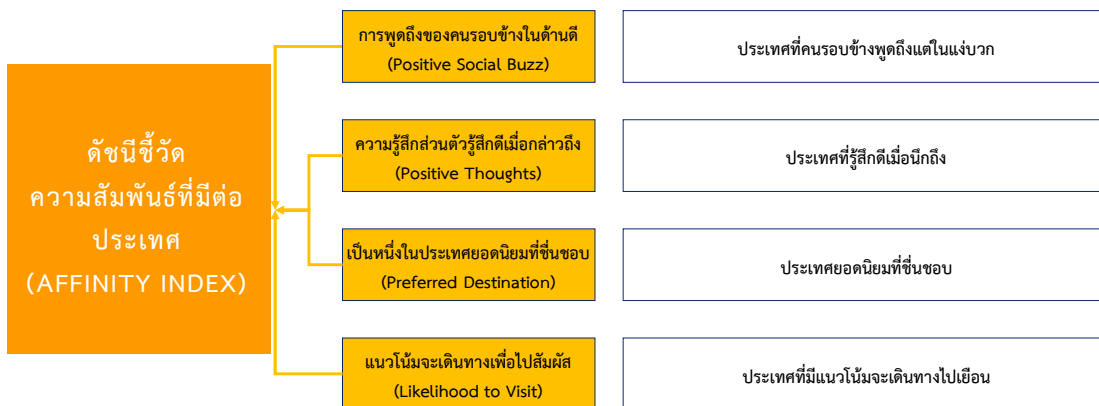 ดัชนีชี้วัด
ความสัมพันธ์ที่มีต่อ
ประเทศ
(AFFINITY INDEX)
การพูดถึงของคนรอบข้างในด้านดี
(Positive Social Buzz)
ประเทศที่คนรอบข้างพูดถึงแต่ในแง่บวก
ความรู้สึกส่วนตัวรู้สึกดีเมื่อกล่าวถึง
(Positive Thoughts)
ประเทศที่รู้สึกดีเมื่อนึกถึง
เป็นหนึ่งในประเทศยอดนิยมที่ชื่นชอบ
(Preferred Destination)
ประเทศยอดนิยมที่ชื่นชอบ
แนวโน้มจะเดินทางเพื่อไปสัมผัส
(Likelihood to Visit)
ประเทศที่มีแนวโน้มจะเดินทางไปเยือน